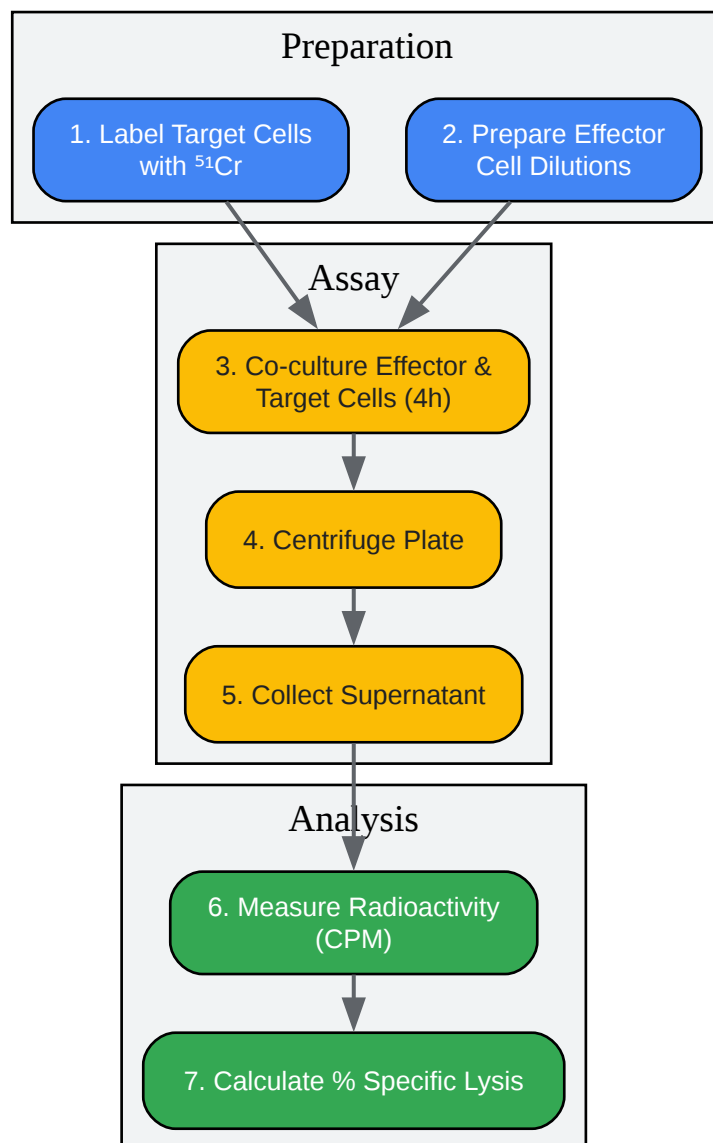 Preparation
1. Label Target Cells
with ⁵¹Cr
2. Prepare Effector
Cell Dilutions
Assay
3. Co-culture Effector &
Target Cells (4h)
4. Centrifuge Plate
5. Collect Supernatant
Analysis
6. Measure Radioactivity
(CPM)
7. Calculate % Specific Lysis